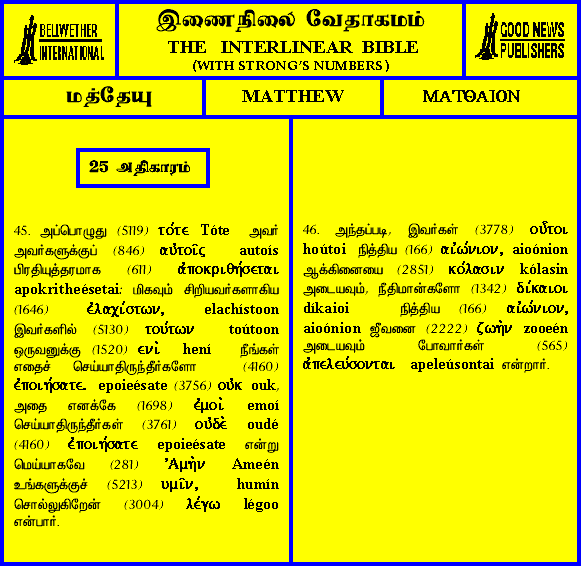 BELLWETHER
INTERNATIONAL
இணைநிலை வேதாகமம்
THE INTERLINEAR BIBLE
(WITH STRONG'S NUMBERS)
GOOD NEWS
PUBLISHERS
மத்தேயு
MATTHEW
ΜΑΤΘΑΙΟΝ
25 அதிகாரம்
45. அப்பொழுது (5119) τότε Tóte அவர்
அவர்களுக்குப் (846) αὐτοῖς autoís
பிரதியுத்தரமாக (611) ἀποκριθήσεται
apokritheésetai: மிகவும் சிறியவர்களாகிய
(1646) ἐλαχίστων, elachístoon
இவர்களில் (5130) τούτων toútoon
ஒருவனுக்கு (1520) ἑνὶ hení நீங்கள்
எதைச் செய்யாதிருந்தீர்களோ (4160)
ἐποιήσατε. epoieésate (3756) οὐκ ouk,
அதை எனக்கே (1698) ἐμοὶ emoí
செய்யாதிருந்தீர்கள் (3761) οὐδὲ oudé
(4160) ἐποιήσατε epoieésate என்று
மெய்யாகவே (281) Ἀμὴν Ameén
உங்களுக்குச் (5213) υμῖν, humín
சொல்லுகிறேன் (3004) λέγω légoo
என்பார்.
46. அந்தப்படி, இவர்கள் (3778) οὗτοι
hoútoi நித்திய (166) αἰώνιον, aioónion
ஆக்கினையை (2851) κόλασιν kólasin
அடையவும், நீதிமான்களோ (1342) δίκαιοι
díkaioi நித்திய (166) αἰώνιον,
aioónion ஜீவனை (2222) ζωὴν zooeén
அடையவும் போவார்கள் (565)
ἀπελεύσονται apeleúsontai என்றார்.